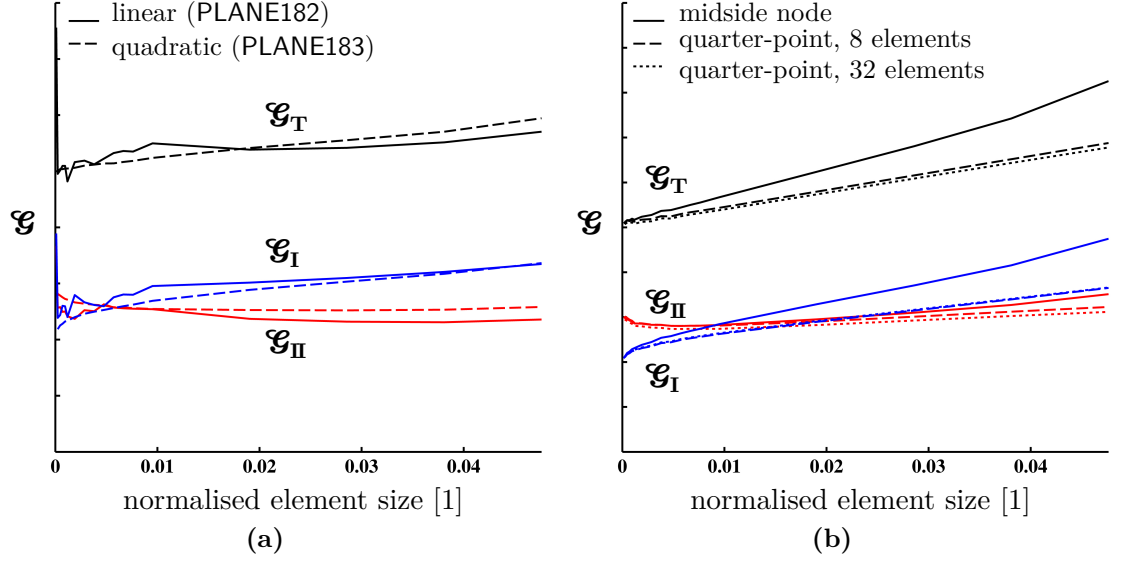 linear (PLANE182)
quadratic (PLANE183)
𝒢T
𝒢I
𝒢II
𝒢
0 0.01 0.02 0.03 0.04
normalised element size [1]
(a)
midside node
quarter-point, 8 elements
quarter-point, 32 elements
𝒢T
𝒢II
𝒢I
𝒢
0 0.01 0.02 0.03 0.04
normalised element size [1]
(b)